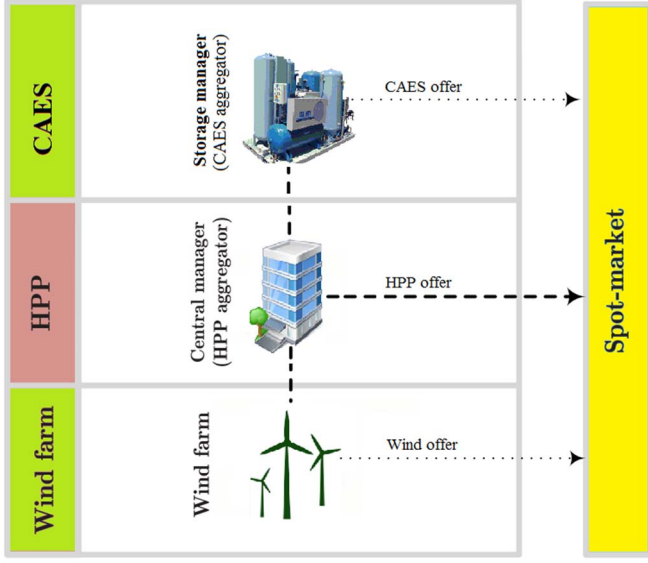 CAES
Storage manager
(CAES aggregator)
CAES offer
HPP
Central manager
(HPP aggregator)
HPP offer
Wind farm
Wind farm
Wind offer
Spot-market